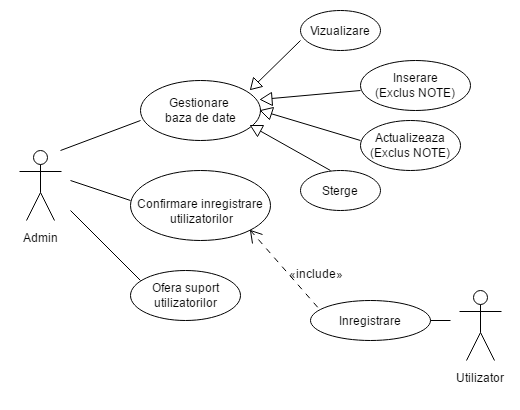 Vizualizare
Inserare
(Exclus NOTE)
Gestionare
baza de date
Actualizeaza
(Exclus NOTE)
Sterge
Confirmare inregistrare
utilizatorilor
Admin
«include»
Ofera suport
utilizatorilor
Inregistrare
Utilizator